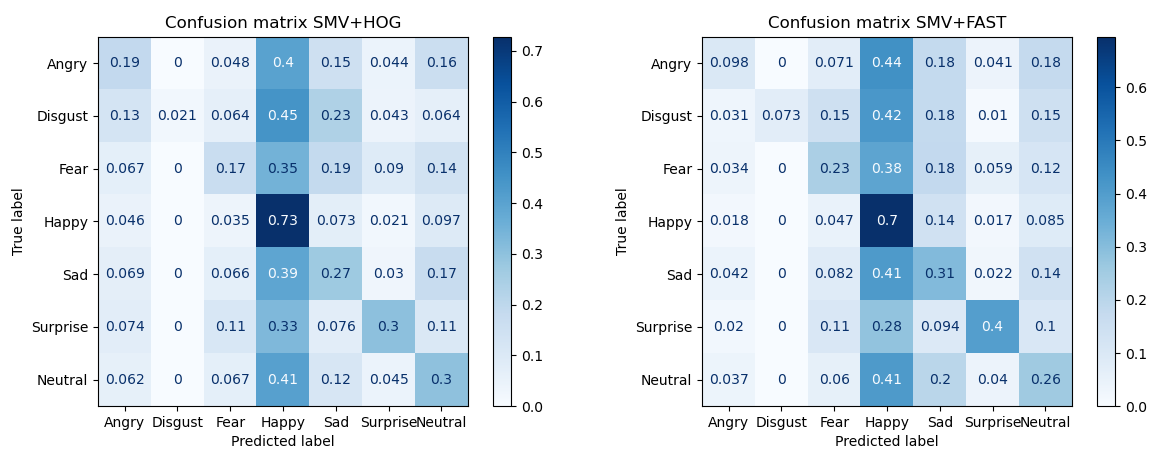 Confusion matrix SMV+HOG
True label
Angry 0.19 0 0.048 0.4 0.15 0.044 0.16
Disgust 0.13 0.021 0.064 0.45 0.23 0.043 0.064
Fear 0.067 0 0.17 0.35 0.19 0.09 0.14
Happy 0.046 0 0.035 0.73 0.073 0.021 0.097
Sad 0.069 0 0.066 0.39 0.27 0.03 0.17
Surprise 0.074 0 0.11 0.33 0.076 0.3 0.11
Neutral 0.062 0 0.067 0.41 0.12 0.045 0.3
Angry Disgust Fear Happy Sad Surprise Neutral
Predicted label
0.7
0.6
0.5
0.4
0.3
0.2
0.1
0.0
Confusion matrix SMV+FAST
True label
Angry 0.098 0 0.071 0.44 0.18 0.041 0.18
Disgust 0.031 0.073 0.15 0.42 0.18 0.01 0.15
Fear 0.034 0 0.23 0.38 0.18 0.059 0.12
Happy 0.018 0 0.047 0.7 0.14 0.017 0.085
Sad 0.042 0 0.082 0.41 0.31 0.022 0.14
Surprise 0.02 0 0.11 0.28 0.094 0.4 0.1
Neutral 0.037 0 0.06 0.41 0.2 0.04 0.26
Angry Disgust Fear Happy Sad Surprise Neutral
Predicted label
0.6
0.5
0.4
0.3
0.2
0.1
0.0